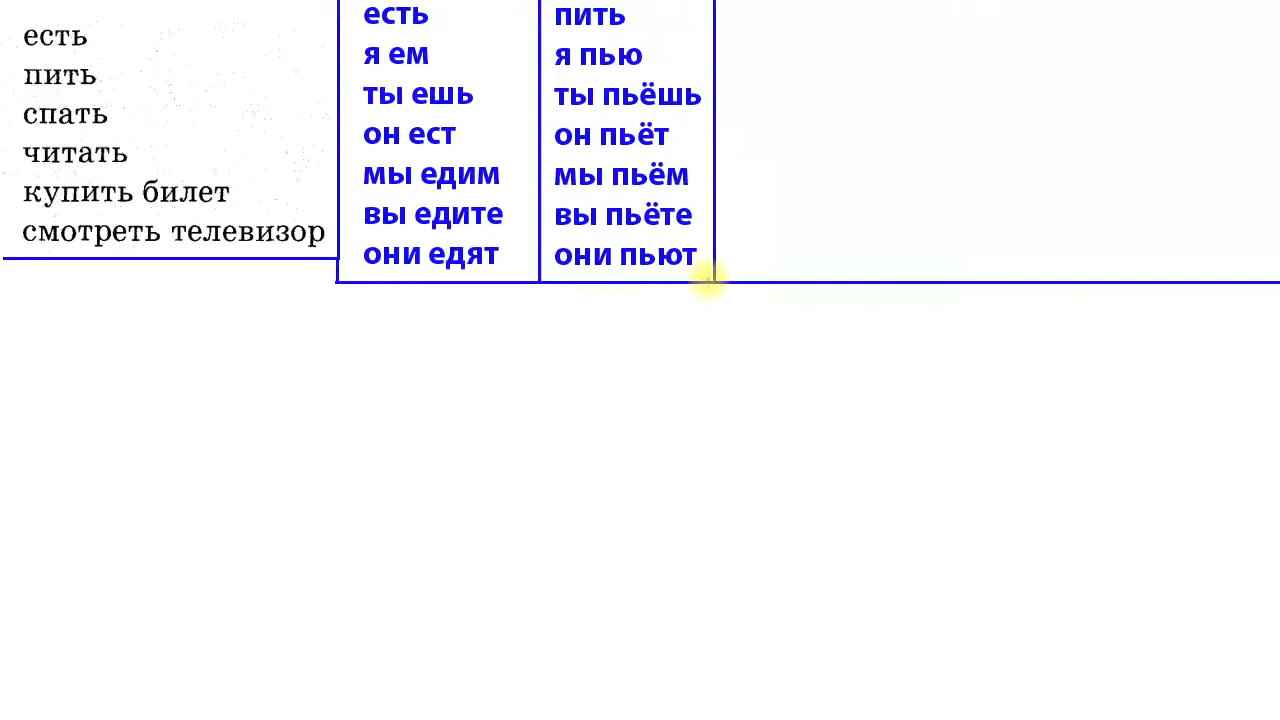 есть
пить
спать
читать
купить билет
смотреть телевизор
есть
я ем
ты ешь
он ест
мы едим
вы едите
они едят
пить
я пью
ты пьёшь
он пьёт
мы пьём
вы пьёте
они пьют